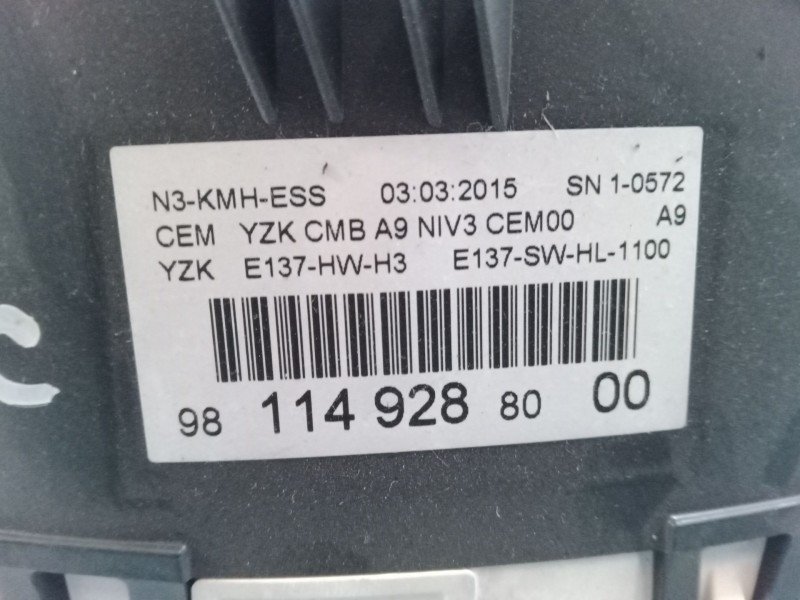 N3-KMH-ESS 03:03:2015 SN 1-0572
CEM YZK CMB A9 NIV3 CEM00 A9
YZK E137-HW-H3 E137-SW-HL-1100
98 114 928 80 00